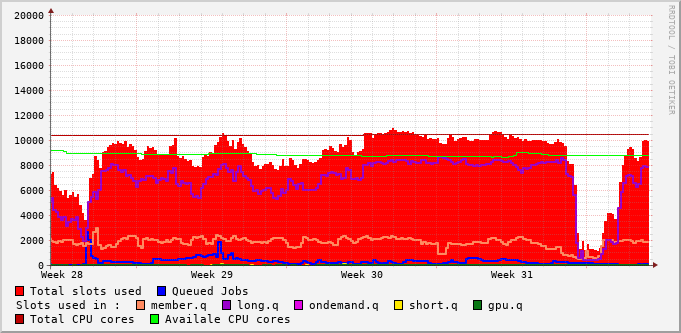 RRDTOOL / TOBI OETIKER
20000
18000
16000
14000
12000
10000
8000
6000
4000
2000
0
Week 28 Week 29 Week 30 Week 31
Total slots used Queued Jobs
Slots used in : member.q long.q ondemand.q short.q gpu.q
Total CPU cores Availale CPU cores